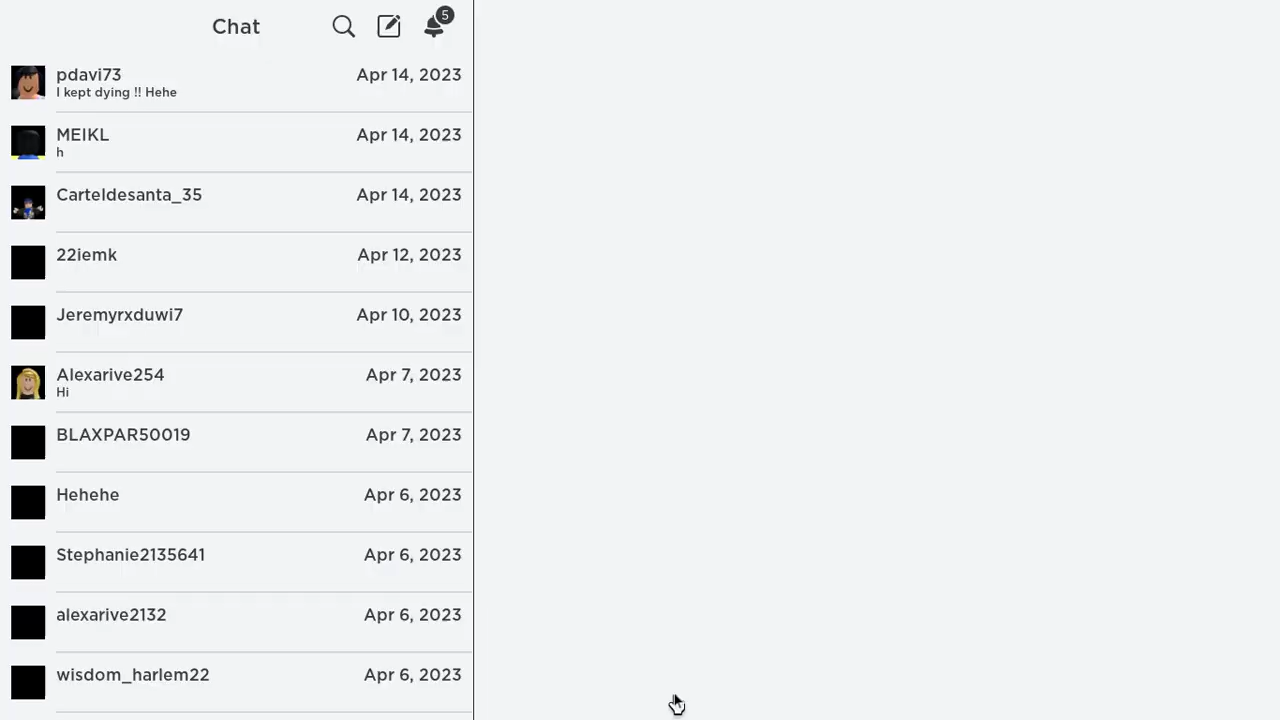 Chat
5
pdavi73 Apr 14, 2023
I kept dying !! Hehe
MEIKL Apr 14, 2023
h
Carteldesanta_35 Apr 14, 2023
22iemk Apr 12, 2023
Jeremyrxduwi7 Apr 10, 2023
Alexarive254 Apr 7, 2023
Hi
BLAXPAR50019 Apr 7, 2023
Hehehe Apr 6, 2023
Stephanie2135641 Apr 6, 2023
alexarive2132 Apr 6, 2023
wisdom_harlem22 Apr 6, 2023